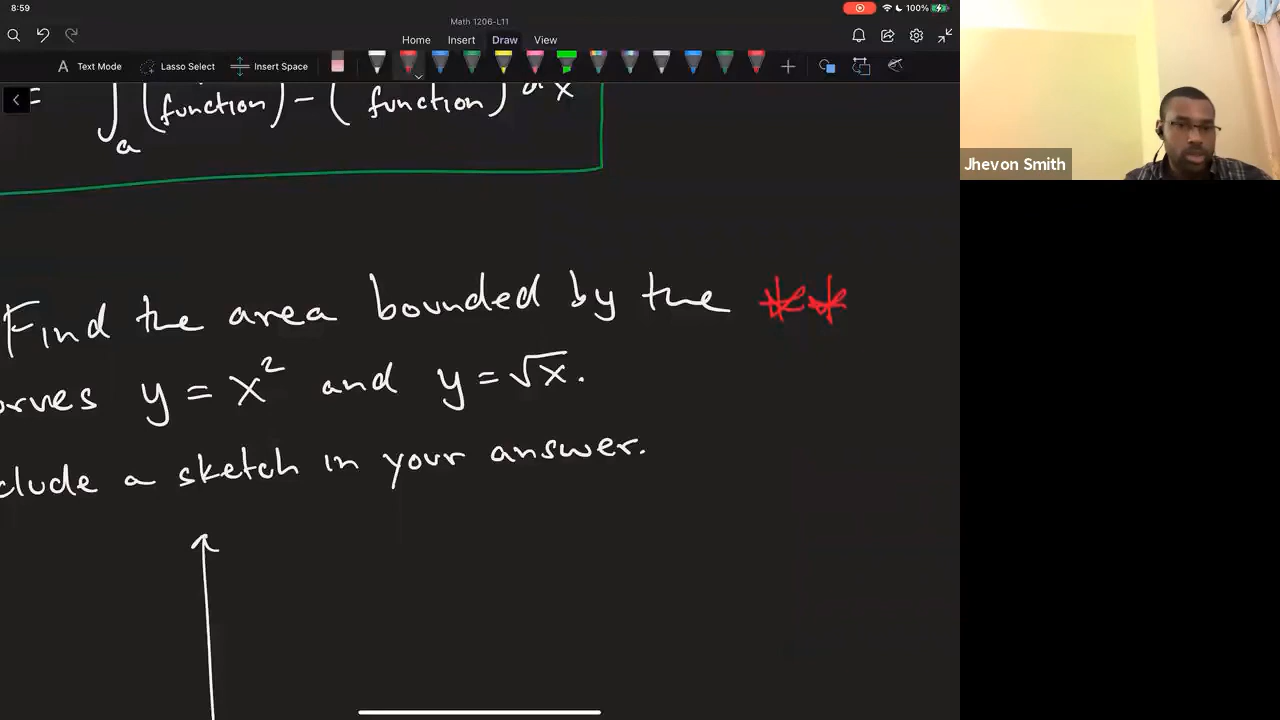 8:59
100%
Math 1206-L11
Home Insert Draw View
Text Mode Lasso Select Insert Space
= ∫a (function) - (function) dx
Find the area bounded by the **
urves y = x² and y = √x.
clude a sketch in your answer.
Jhevon Smith